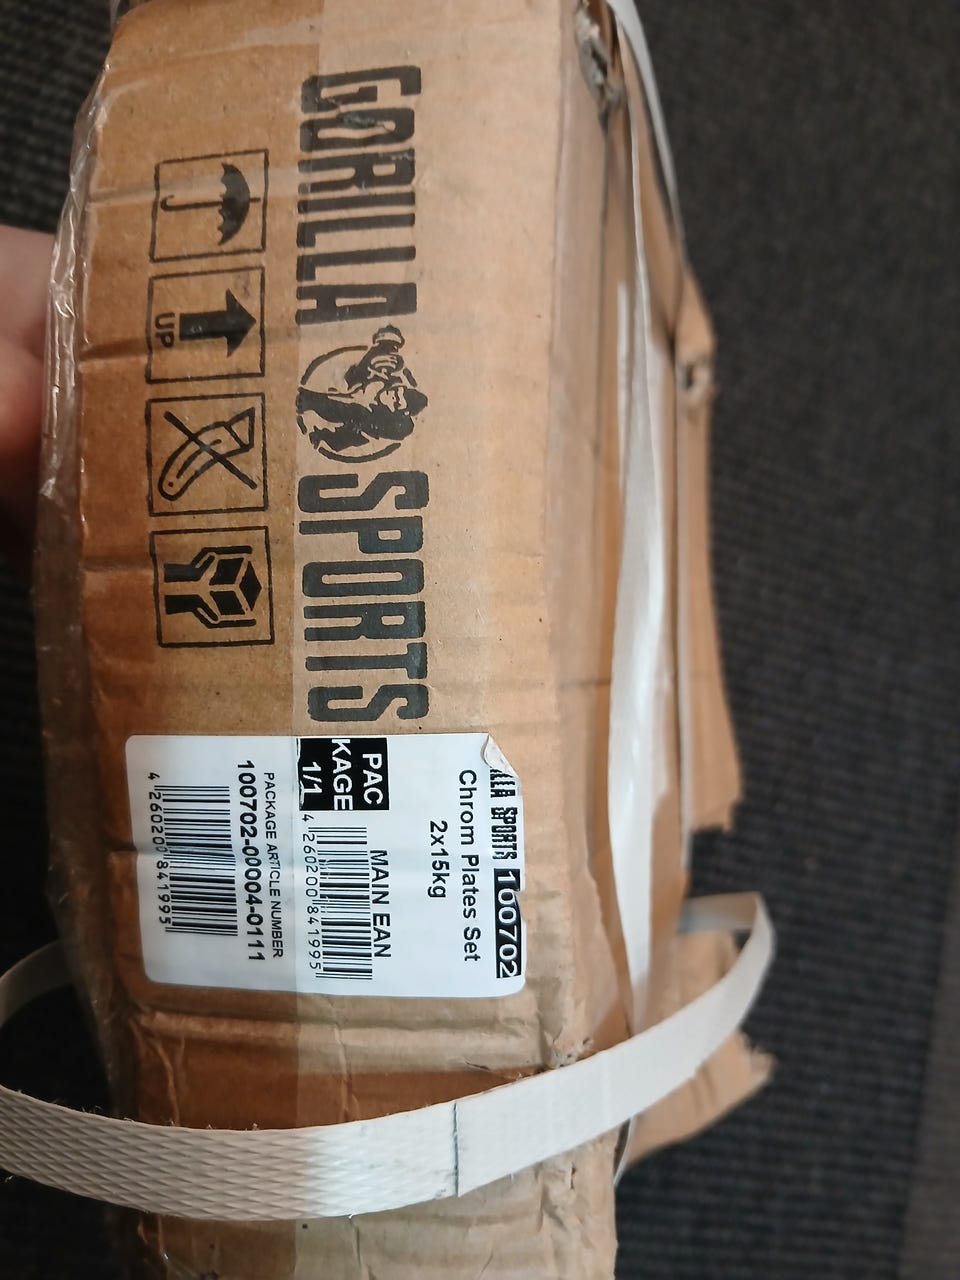 GORILLA SPORTS
UP
LLA SPORTS 100702
Chrom Plates Set
2x15kg
PAC
KAGE
1/1
MAIN EAN
4 260200 841995
PACKAGE ARTICLE NUMBER
100702-00004-0111
4 260200 841995